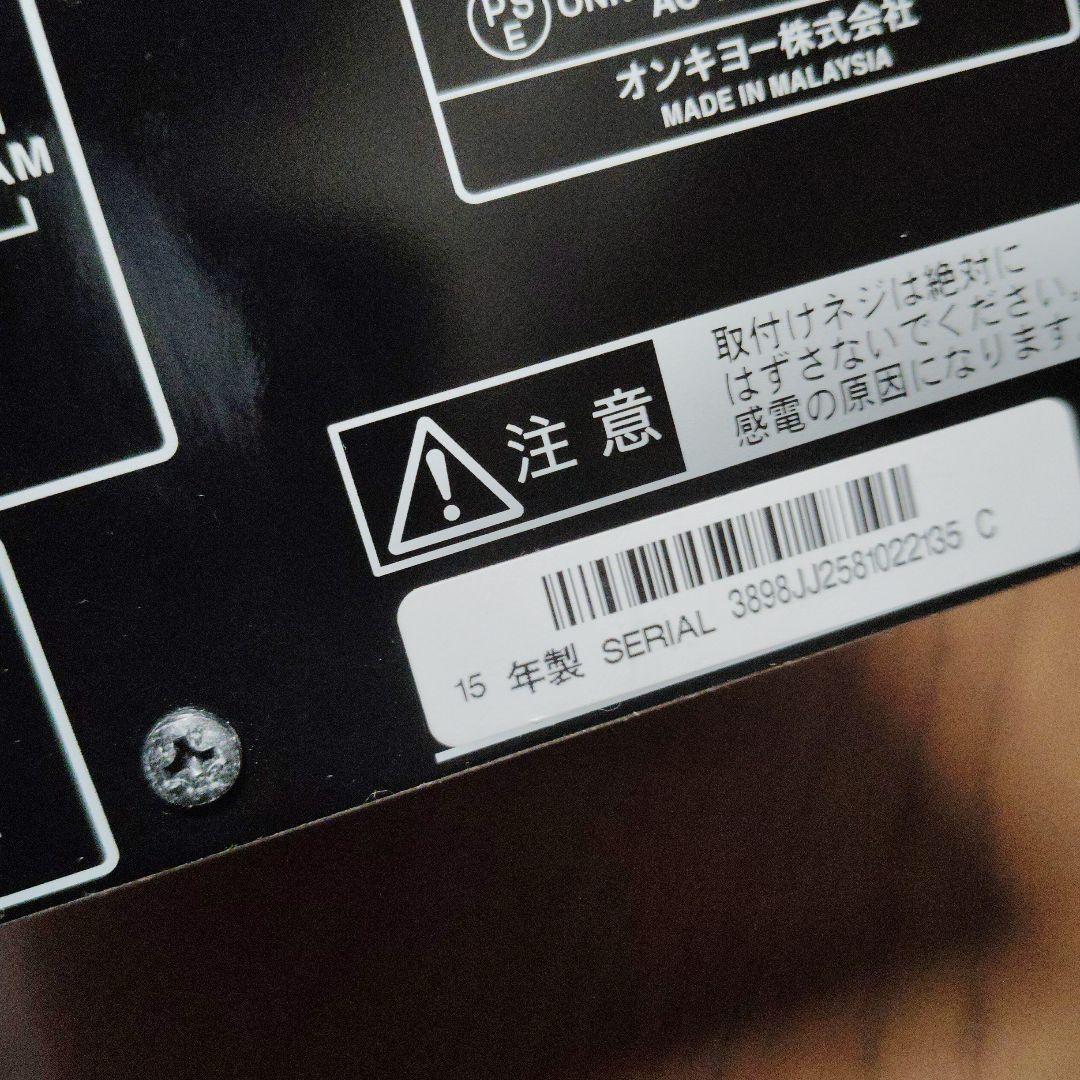 PS
E
オンキヨー株式会社
MADE IN MALAYSIA
AM
注意
取付けネジは絶対に
はずさないでください。
感電の原因になります。
15 年製 SERIAL 3898JJ2581022135 C